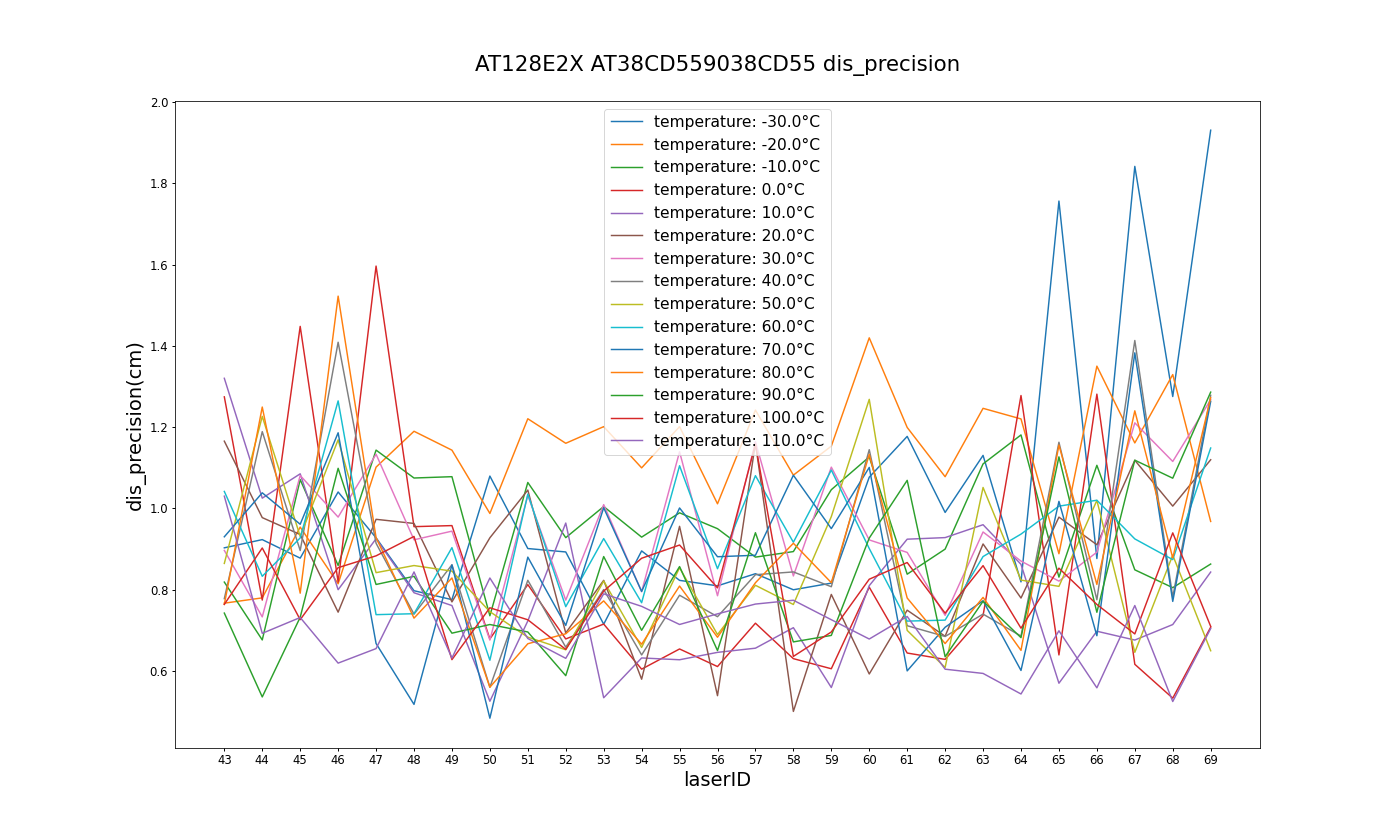 AT128E2X AT38CD559038CD55 dis_precision
2.0
1.8
1.6
1.4
1.2
1.0
0.8
0.6
dis_precision(cm)
temperature: -30.0°C
temperature: -20.0°C
temperature: -10.0°C
temperature: 0.0°C
temperature: 10.0°C
temperature: 20.0°C
temperature: 30.0°C
temperature: 40.0°C
temperature: 50.0°C
temperature: 60.0°C
temperature: 70.0°C
temperature: 80.0°C
temperature: 90.0°C
temperature: 100.0°C
temperature: 110.0°C
43 44 45 46 47 48 49 50 51 52 53 54 55 56 57 58 59 60 61 62 63 64 65 66 67 68 69
laserID